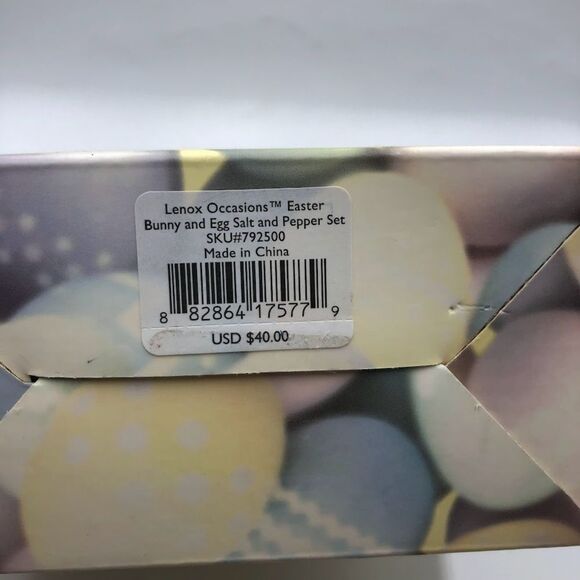 Lenox Occasions™ Easter
Bunny and Egg Salt and Pepper Set
SKU#792500
Made in China
8 82864 17577 9
USD $40.00